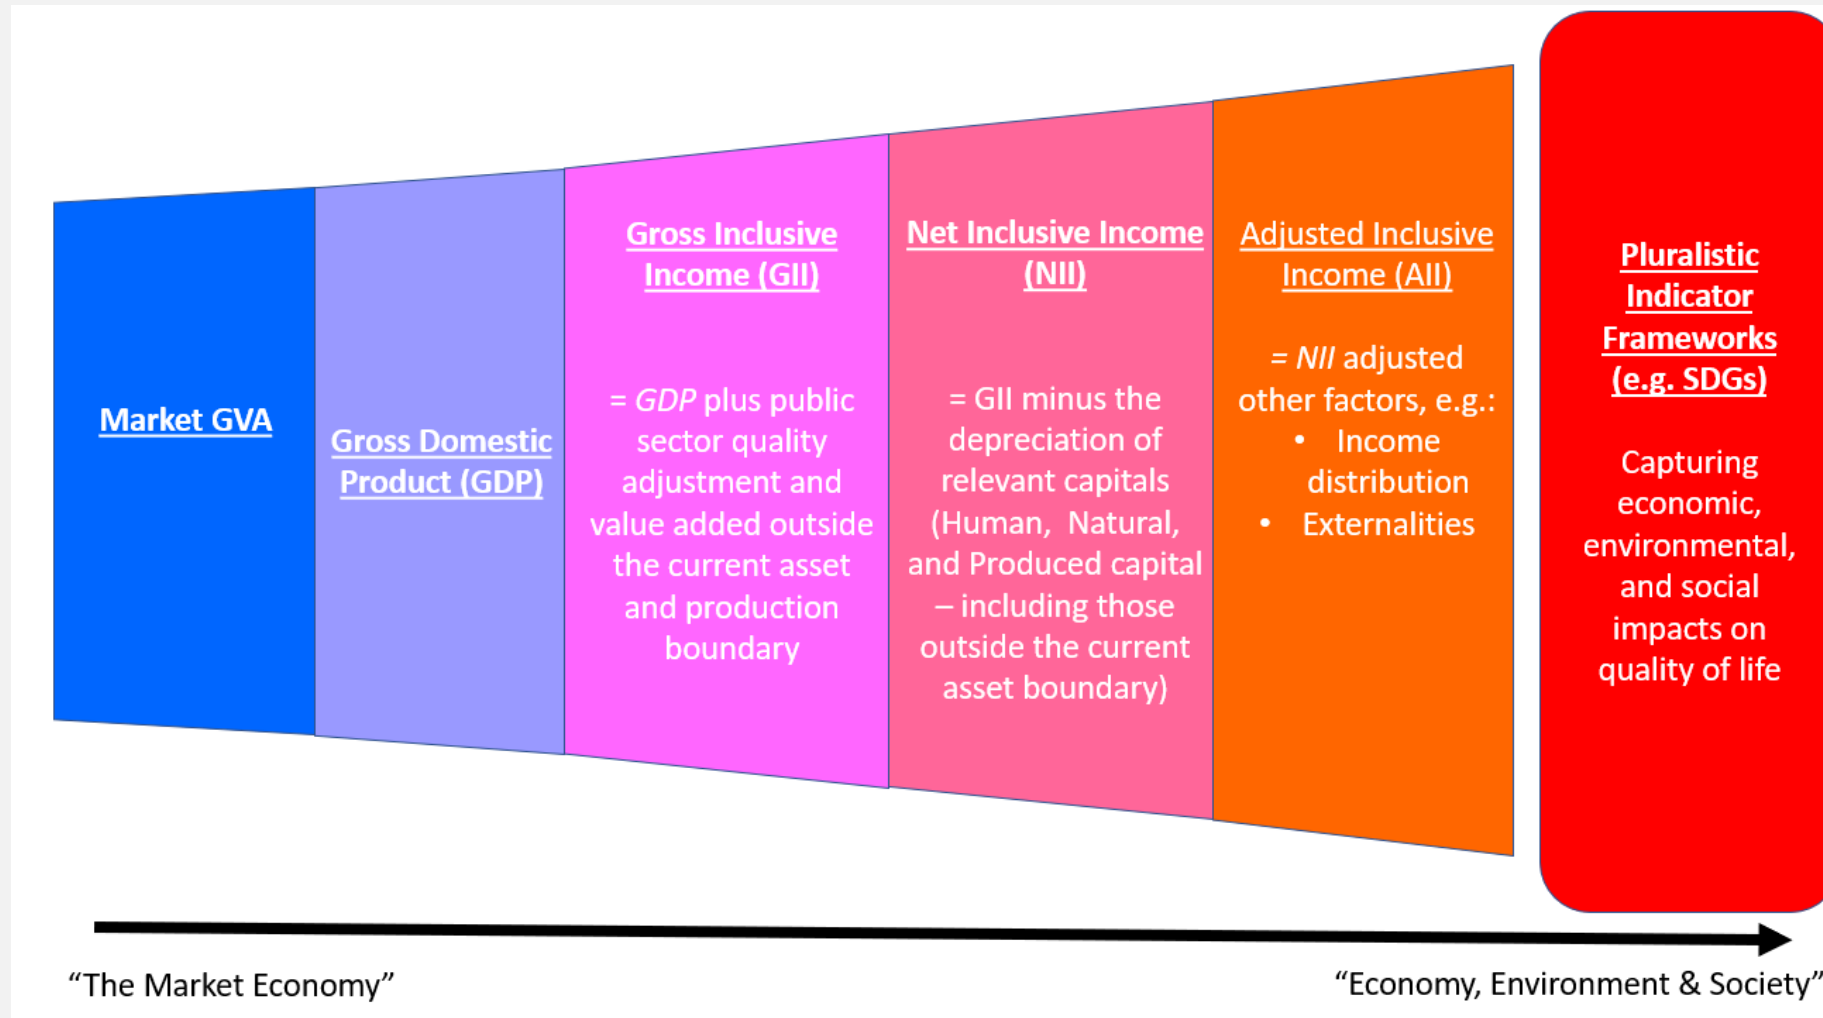 Market GVA
Gross Domestic
Product (GDP)
Gross Inclusive
Income (GII)
= GDP plus public
sector quality
adjustment and
value added outside
the current asset
and production
boundary
Net Inclusive Income
(NII)
= GII minus the
depreciation of
relevant capitals
(Human, Natural,
and Produced capital
– including those
outside the current
asset boundary)
Adjusted Inclusive
Income (AII)
= NII adjusted
other factors, e.g.:
• Income
distribution
• Externalities
Pluralistic
Indicator
Frameworks
(e.g. SDGs)
Capturing
economic,
environmental,
and social
impacts on
quality of life
“The Market Economy”
“Economy, Environment & Society”